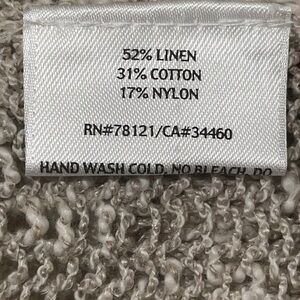 52% LINEN
31% COTTON
17% NYLON
RN#78121/CA#34460
HAND WASH COLD, NO BLEACH, DO